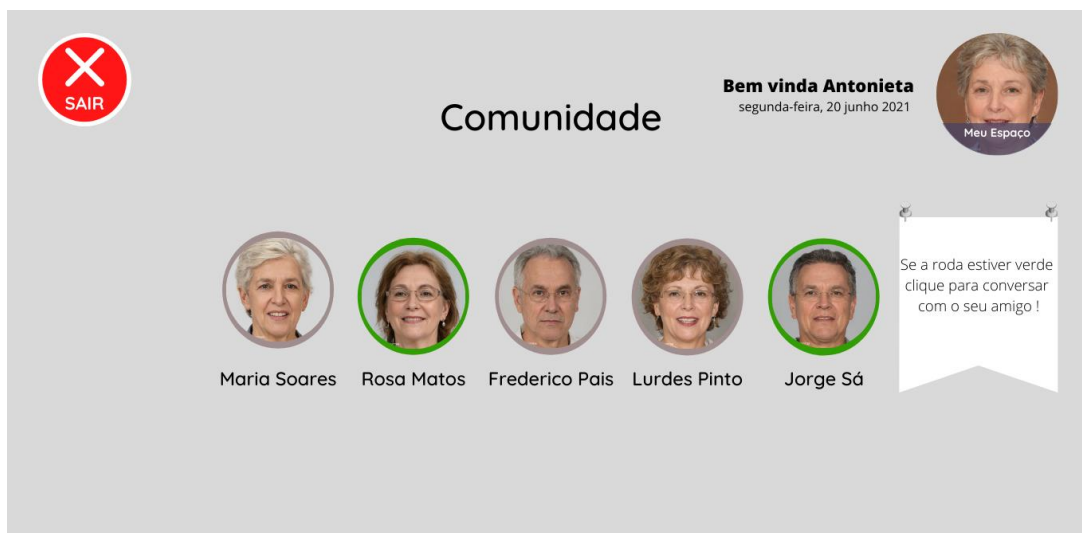 SAIR
Comunidade
Bem vinda Antonieta
segunda-feira, 20 junho 2021
Meu Espaço
Maria Soares
Rosa Matos
Frederico Pais
Lurdes Pinto
Jorge Sá
Se a roda estiver verde
clique para conversar
com o seu amigo !